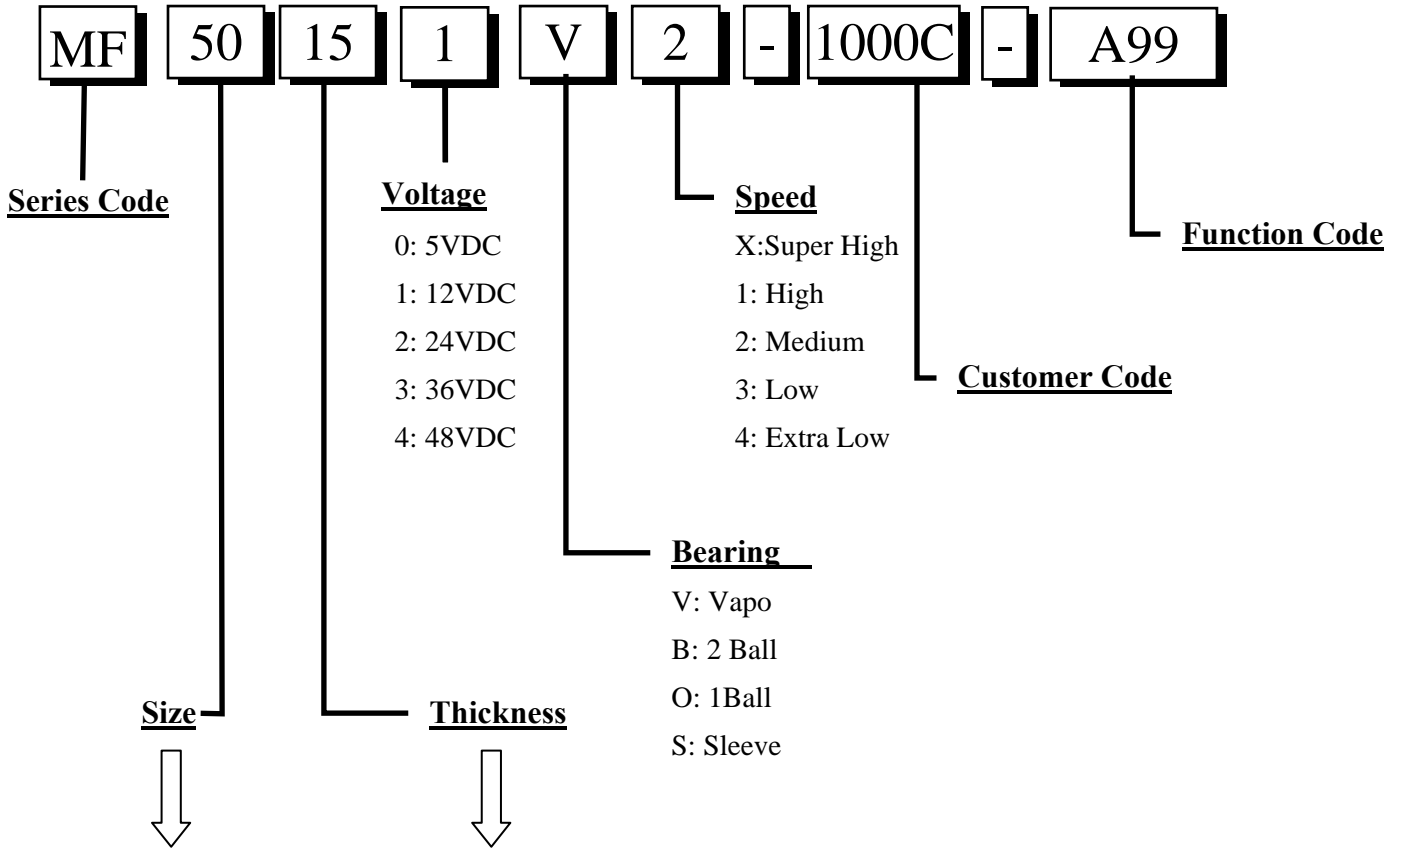 MF 50 15 1 V 2 - 1000C - A99
Series Code
Voltage
0: 5VDC
1: 12VDC
2: 24VDC
3: 36VDC
4: 48VDC
Speed
X:Super High
1: High
2: Medium
3: Low
4: Extra Low
Function Code
Customer Code
Bearing
V: Vapo
B: 2 Ball
O: 1Ball
S: Sleeve
Size
Thickness